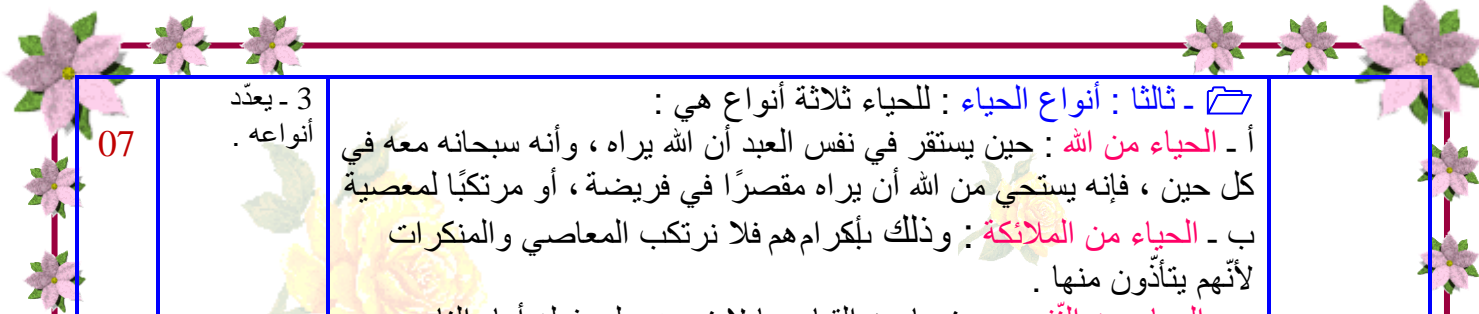 ـ ثالثا : أنواع الحياء : للحياء ثلاثة أنواع هي :
أ ـ الحياء من الله : حين يستقر في نفس العبد أن الله يراه ، وأنه سبحانه معه في
كل حين ، فإنه يستحي من الله أن يراه مقصرًا في فريضة ، أو مرتكبًا لمعصية
ب ـ الحياء من الملائكة : وذلك بإكرامهم فلا نرتكب المعاصي والمنكرات
لأنّهم يتأذّون منها .
3 ـ يعدّد
أنواعه .
07